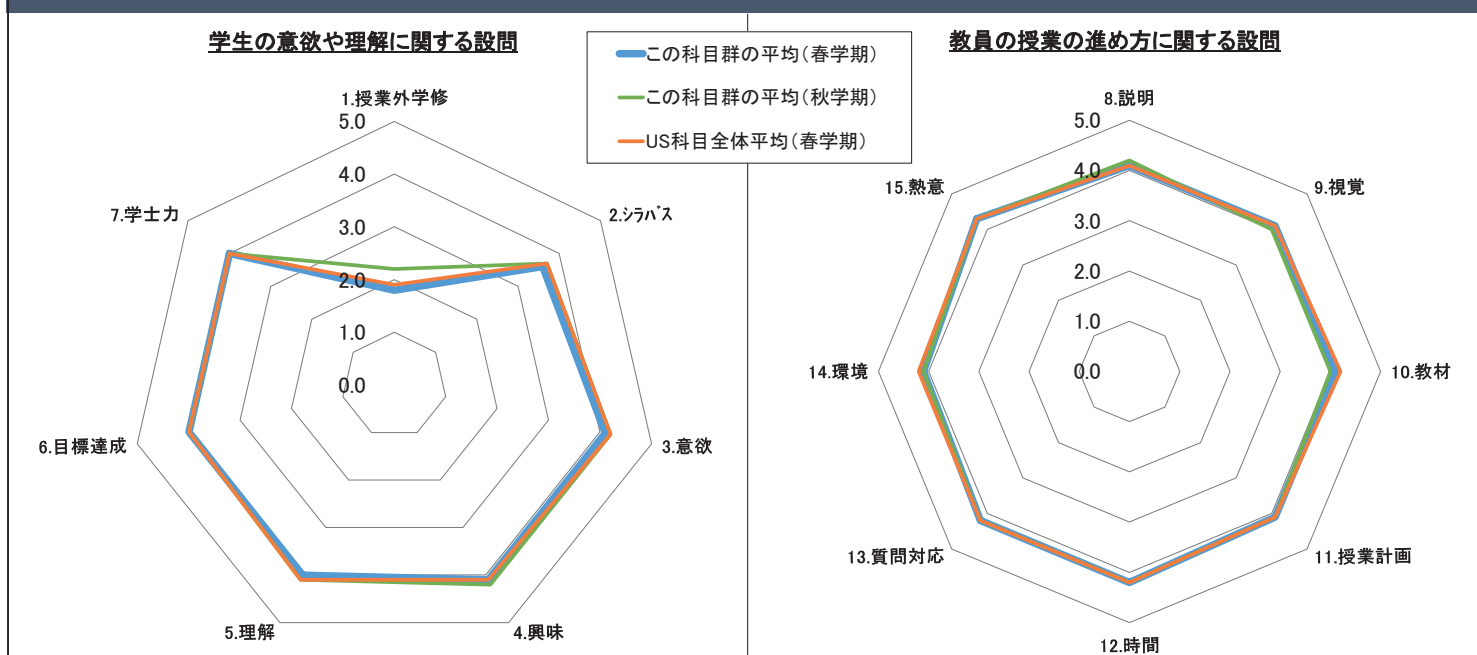 学生の意欲や理解に関する設問
この科目群の平均(春学期)
この科目群の平均(秋学期)
US科目全体平均(春学期)
教員の授業の進め方に関する設問
1.授業外学修
5.0
4.0
3.0
2.0
1.0
0.0
2.シラバス
3.意欲
4.興味
5.理解
6.目標達成
7.学士力
8.説明
5.0
4.0
3.0
2.0
1.0
0.0
9.視覚
10.教材
11.授業計画
12.時間
13.質問対応
14.環境
15.熱意